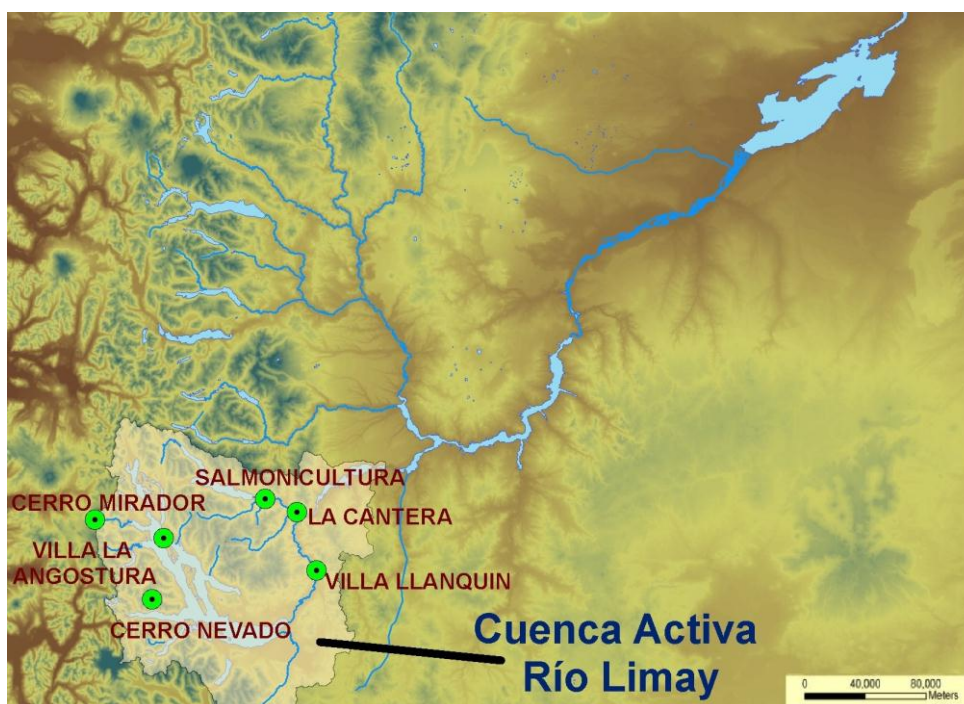 SALMONICULTURA
CERRO MIRADOR
LA CANTERA
VILLA LA
ANGOSTURA
VILLA LLANQUIN
CERRO NEVADO
Cuenca Activa
Río Limay
0 40,000 80,000
Meters